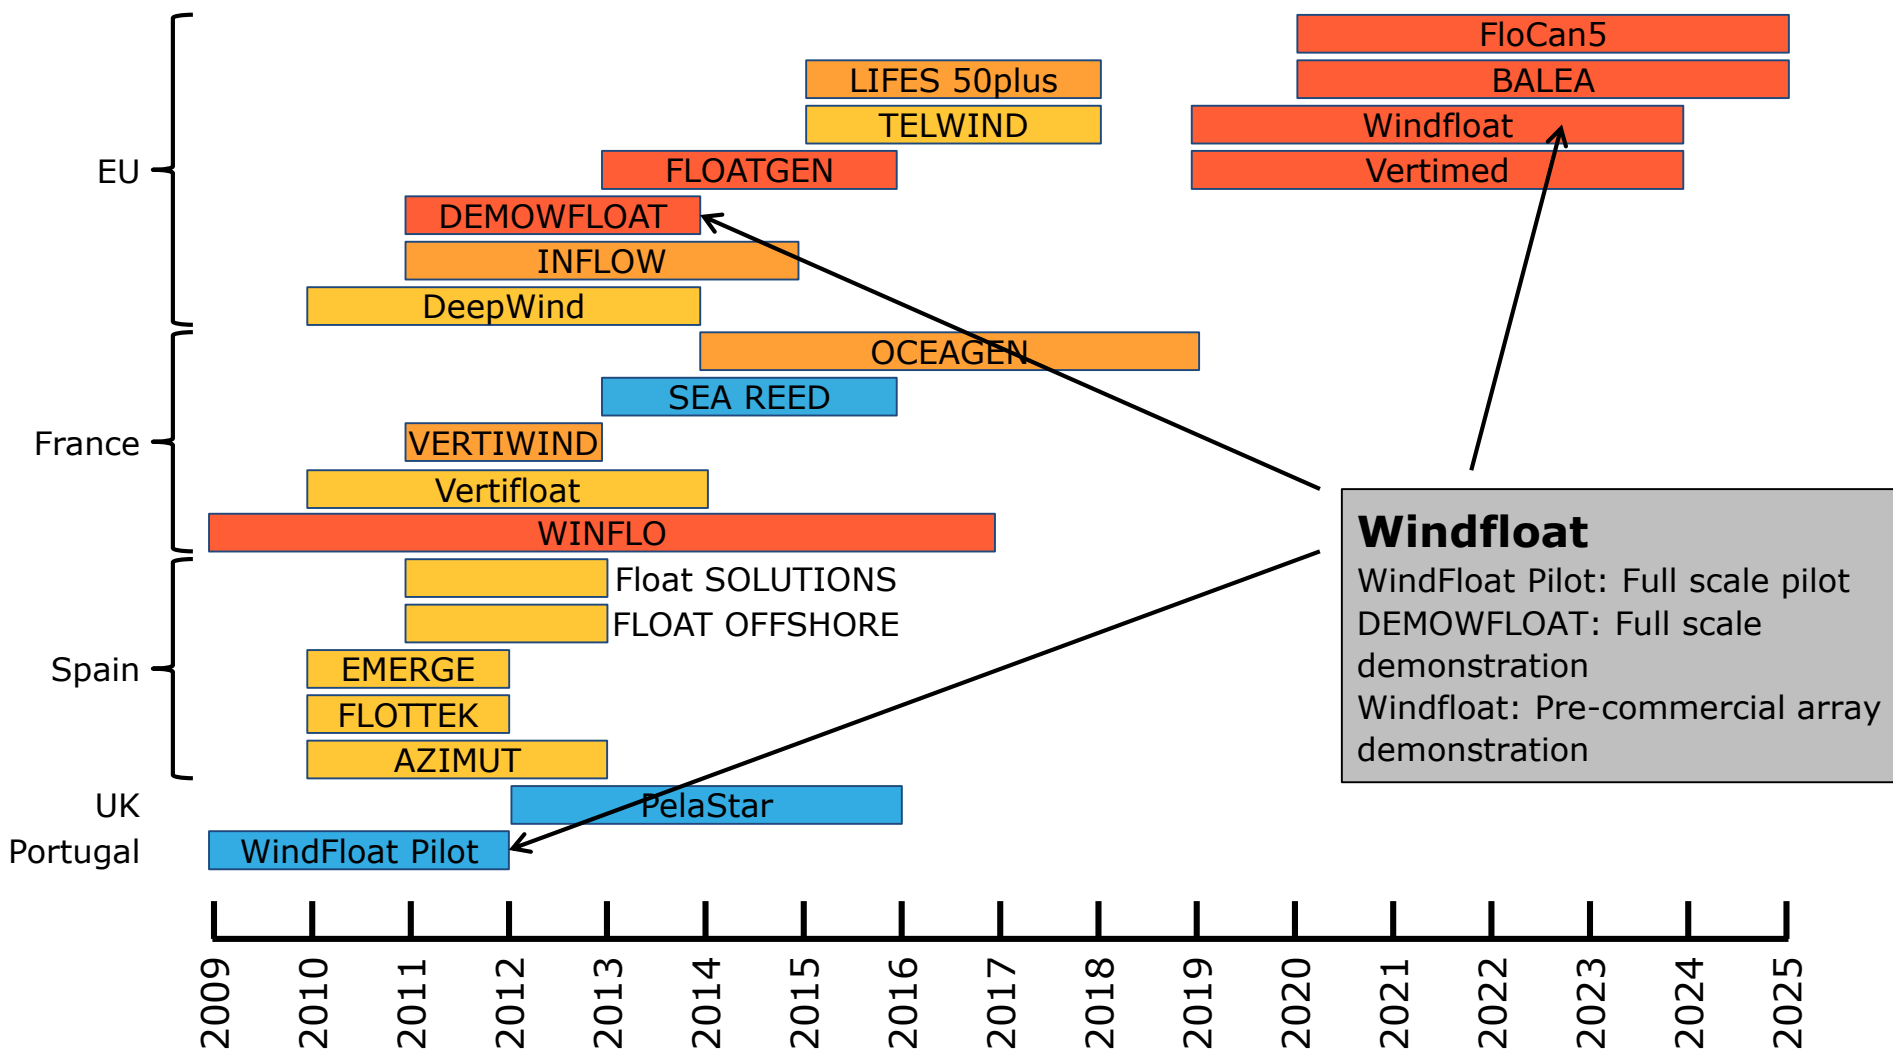 FloCan5
LIFES 50plus
BALEA
TELWIND
Windfloat
EU
FLOATGEN
Vertimed
DEMOWFLOAT
INFLOW
DeepWind
OCEAGEN
SEA REED
France
VERTIWIND
Vertifloat
WINFLO
Float SOLUTIONS
FLOAT OFFSHORE
Spain
EMERGE
FLOTTEK
AZIMUT
UK
PelaStar
Portugal
WindFloat Pilot
Windfloat
WindFloat Pilot: Full scale pilot
DEMOWFLOAT: Full scale
demonstration
Windfloat: Pre-commercial array
demonstration
2009
2010
2011
2012
2013
2014
2015
2016
2017
2018
2019
2020
2021
2022
2023
2024
2025